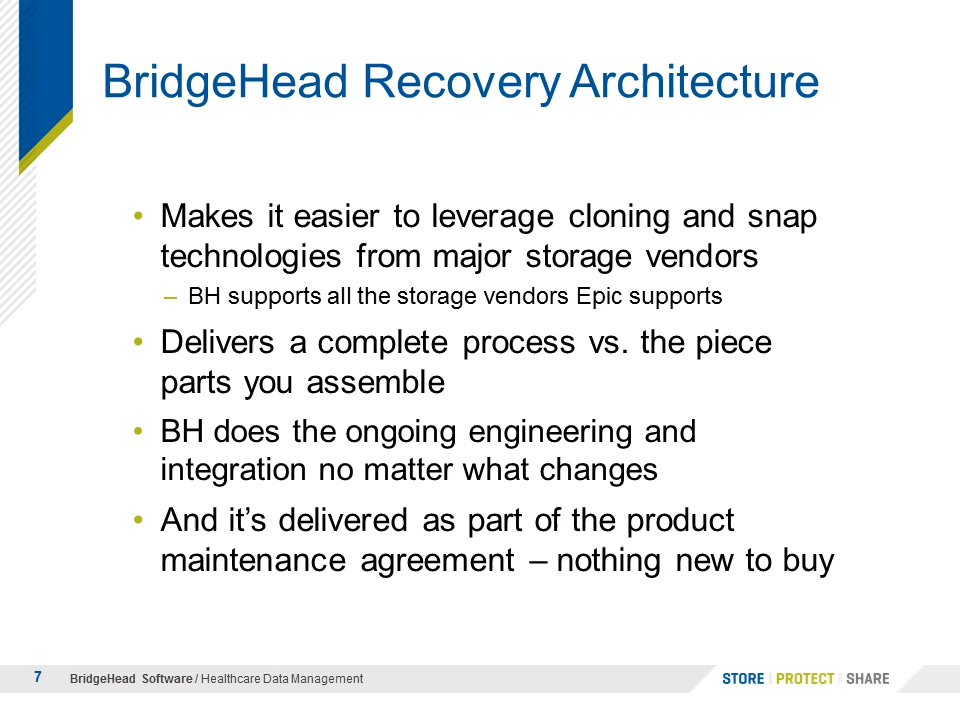 BridgeHead Recovery Architecture
• Makes it easier to leverage cloning and snap
technologies from major storage vendors
– BH supports all the storage vendors Epic supports
• Delivers a complete process vs. the piece
parts you assemble
• BH does the ongoing engineering and
integration no matter what changes
• And it’s delivered as part of the product
maintenance agreement – nothing new to buy
7 BridgeHead Software / Healthcare Data Management STORE | PROTECT | SHARE